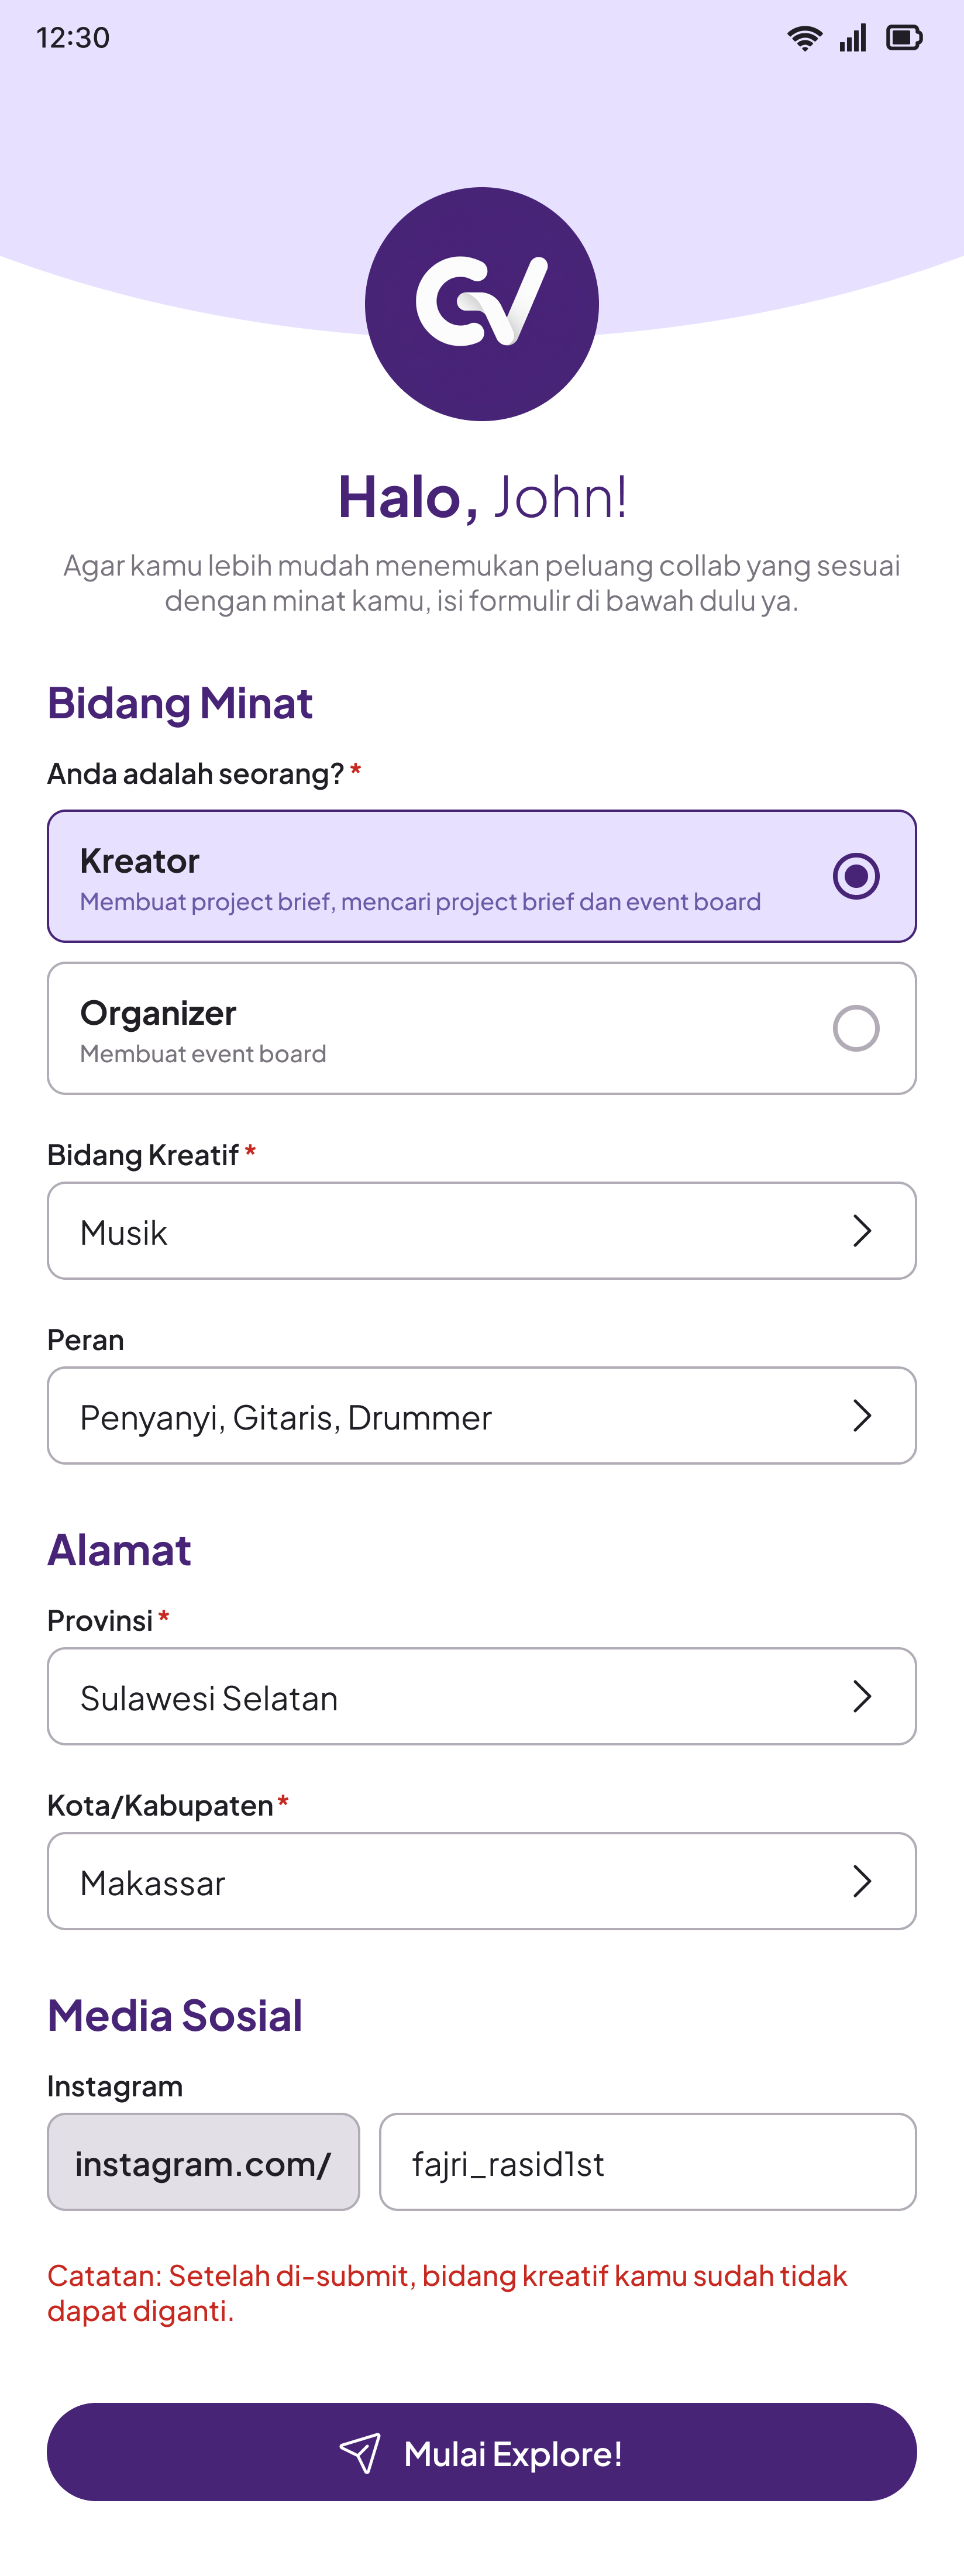 12:30
GV
Halo, John!
Agar kamu lebih mudah menemukan peluang collab yang sesuai
dengan minat kamu, isi formulir di bawah dulu ya.
Bidang Minat
Anda adalah seorang? *
Kreator
Membuat project brief, mencari project brief dan event board
Organizer
Membuat event board
Bidang Kreatif *
Musik
Peran
Penyanyi, Gitaris, Drummer
Alamat
Provinsi *
Sulawesi Selatan
Kota/Kabupaten *
Makassar
Media Sosial
Instagram
instagram.com/ fajri_rasid1st
Catatan: Setelah di-submit, bidang kreatif kamu sudah tidak
dapat diganti.
Mulai Explore!